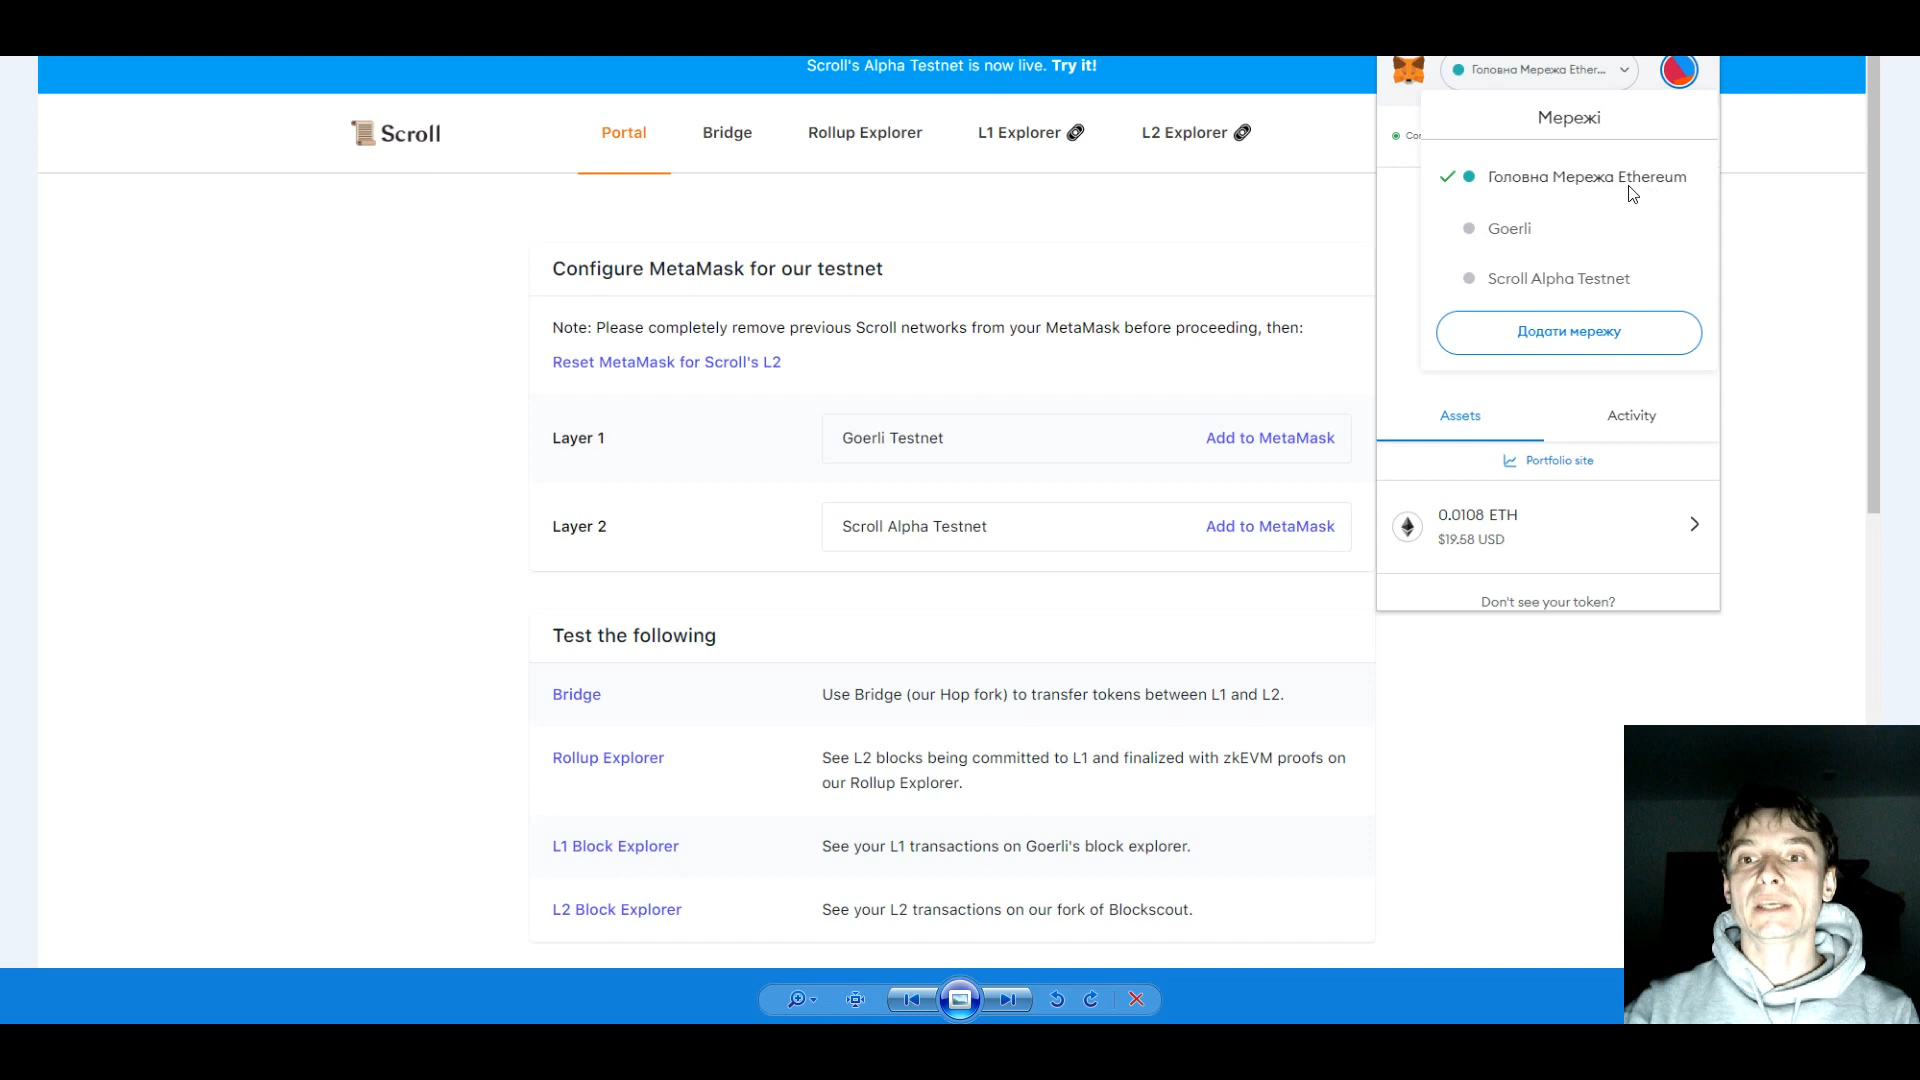 Scroll's Alpha Testnet is now live. Try it!
Scroll
Portal
Bridge
Rollup Explorer
L1 Explorer
L2 Explorer
Configure MetaMask for our testnet
Note: Please completely remove previous Scroll networks from your MetaMask before proceeding, then:
Reset MetaMask for Scroll's L2
Layer 1
Goerli Testnet
Add to MetaMask
Layer 2
Scroll Alpha Testnet
Add to MetaMask
Test the following
Bridge
Use Bridge (our Hop fork) to transfer tokens between L1 and L2.
Rollup Explorer
See L2 blocks being committed to L1 and finalized with zkEVM proofs on
our Rollup Explorer.
L1 Block Explorer
See your L1 transactions on Goerli's block explorer.
L2 Block Explorer
See your L2 transactions on our fork of Blockscout.
Головна Мережа Ether...
Мережі
Головна Мережа Ethereum
Goerli
Scroll Alpha Testnet
Додати мережу
Assets
Activity
Portfolio site
0.0108 ETH
$19.58 USD
Don't see your token?